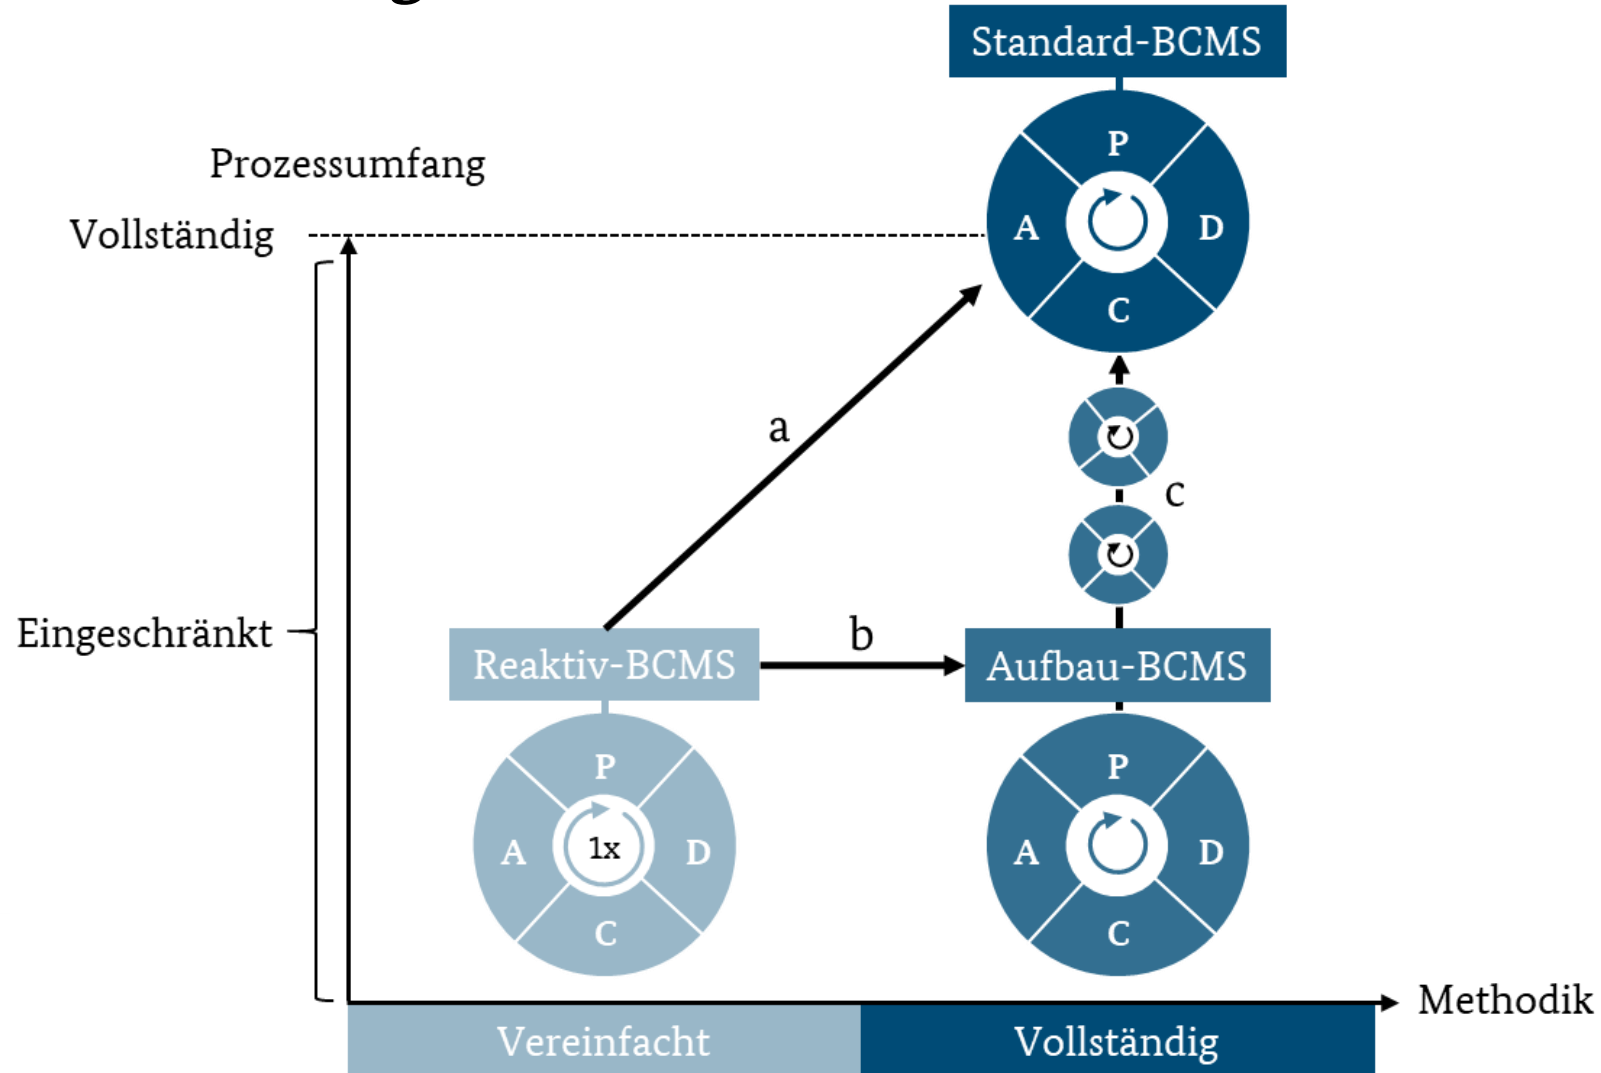 Standard-BCMS
Prozessumfang
Vollständig
P
A
D
C
a
c
Eingeschränkt
b
Reaktiv-BCMS
Aufbau-BCMS
P
A
1x
D
C
P
A
D
C
Methodik
Vereinfacht
Vollständig